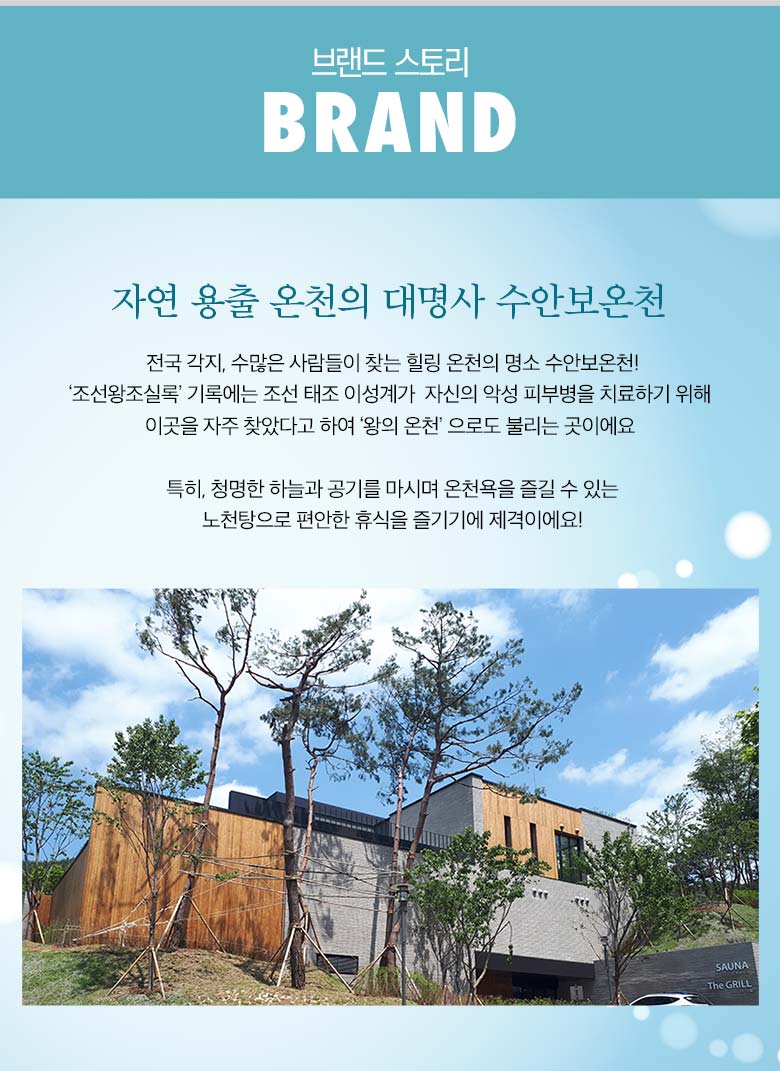 브랜드 스토리
BRAND
자연 용출 온천의 대명사 수안보온천
전국 각지, 수많은 사람들이 찾는 힐링 온천의 명소 수안보온천!
‘조선왕조실록’ 기록에는 조선 태조 이성계가 자신의 악성 피부병을 치료하기 위해
이곳을 자주 찾았다고 하여 ‘왕의 온천’ 으로도 불리는 곳이에요
특히, 청명한 하늘과 공기를 마시며 온천욕을 즐길 수 있는
노천탕으로 편안한 휴식을 즐기기에 제격이에요!
SAUNA
The GRILL